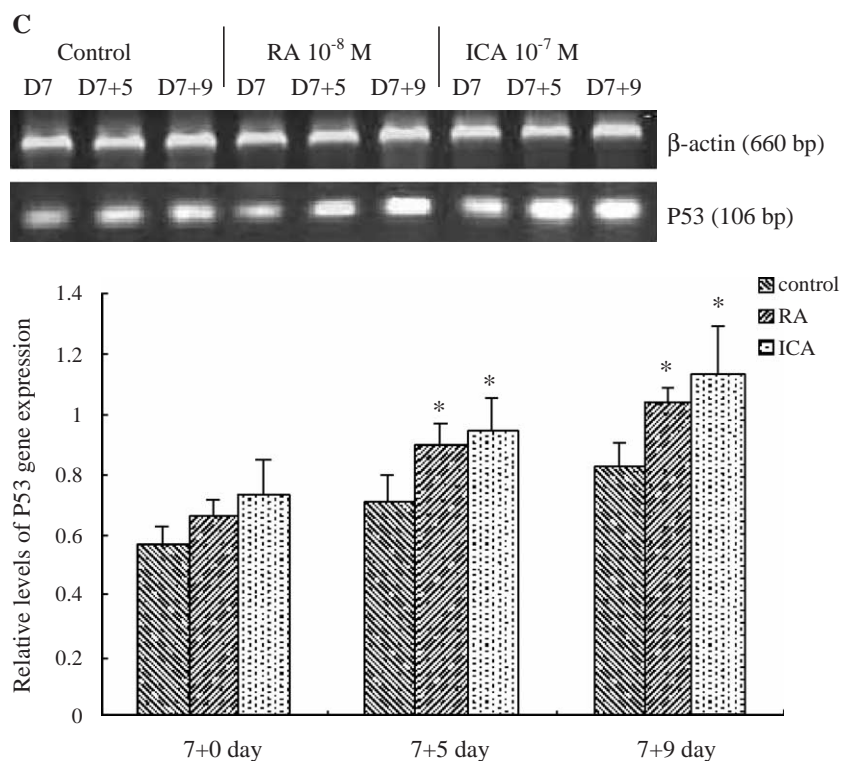 C
Control RA 10⁻⁸ M ICA 10⁻⁷ M
D7 D7+5 D7+9 D7 D7+5 D7+9 D7 D7+5 D7+9
β-actin (660 bp)
P53 (106 bp)
Relative levels of P53 gene expression
1.4
1.2
1
0.8
0.6
0.4
0.2
0
control
RA
ICA
* *
* *
7+0 day 7+5 day 7+9 day